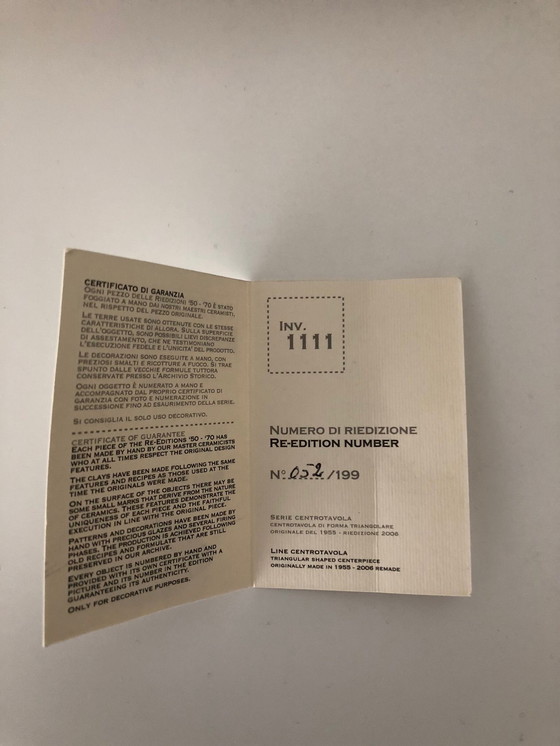 CERTIFICATO DI GARANZIA
OGNI PEZZO DELLE RIEDIZIONI '50 - '70 È STATO
FOGGIATO A MANO DAI NOSTRI MAESTRI CERAMISTI,
NEL RISPETTO DEL PEZZO ORIGINALE.
LE TERRE USATE SONO OTTENUTE CON LE STESSE
CARATTERISTICHE DI ALLORA. SULLA SUPERFICIE
DELL'OGGETTO, SONO POSSIBILI LIEVI DISCREPANZE
DI ASSESTAMENTO, CHE NE TESTIMONIANO
L'ESECUZIONE FEDELE E L'UNICITA' DEL PRODOTTO.
LE DECORAZIONI SONO ESEGUITE A MANO, CON
PREZIOSI SMALTI E RICOTTURE A FUOCO. SI TRAE
SPUNTO DALLE VECCHIE FORMULE TUTTORA
CONSERVATE PRESSO L'ARCHIVIO STORICO.
OGNI OGGETTO È NUMERATO A MANO E
ACCOMPAGNATO DAL PROPRIO CERTIFICATO DI
GARANZIA CON FOTO E NUMERAZIONE IN
SUCCESSIONE FINO AD ESAURIMENTO DELLA SERIE.
SI CONSIGLIA IL SOLO USO DECORATIVO.
CERTIFICATE OF GUARANTEE
EACH PIECE OF THE RE-EDITIONS '50 - '70 HAS
BEEN MADE BY HAND BY OUR MASTER CERAMICISTS
WHO AT ALL TIMES RESPECT THE ORIGINAL DESIGN
FEATURES.
THE CLAYS HAVE BEEN MADE FOLLOWING THE SAME
FEATURES AND RECIPES AS THOSE USED AT THE
TIME THE ORIGINALS WERE MADE.
ON THE SURFACE OF THE OBJECTS THERE MAY BE
SOME SMALL MARKS THAT DERIVE FROM THE NATURE
OF CERAMICS. THESE FEATURES DEMONSTRATE THE
UNIQUENESS OF EACH PIECE AND THE FAITHFUL
EXECUTION IN LINE WITH THE ORIGINAL PIECE.
PATTERNS AND DECORATIONS HAVE BEEN MADE BY
HAND WITH PRECIOUS GLAZES AND SEVERAL FIRING
PHASES. THE PRODUCTION IS ACHIEVED FOLLOWING
OLD RECIPES AND FORMULATE THAT ARE STILL
PRESERVED IN OUR ARCHIVE.
EVERY OBJECT IS NUMBERED BY HAND AND
PROVIDED WITH ITS OWN CERTIFICATE WITH A
PICTURE AND ITS NUMBER IN THE EDITION
GUARANTEEING ITS AUTHENTICITY.
ONLY FOR DECORATIVE PURPOSES.
INV.
1111
NUMERO DI RIEDIZIONE
RE-EDITION NUMBER
N° 052/199
SERIE CENTROTAVOLA
CENTROTAVOLA DI FORMA TRIANGOLARE
ORIGINALE DEL 1955 - RIEDIZIONE 2006
LINE CENTROTAVOLA
TRIANGULAR SHAPED CENTERPIECE
ORIGINALLY MADE IN 1955 - 2006 REMADE